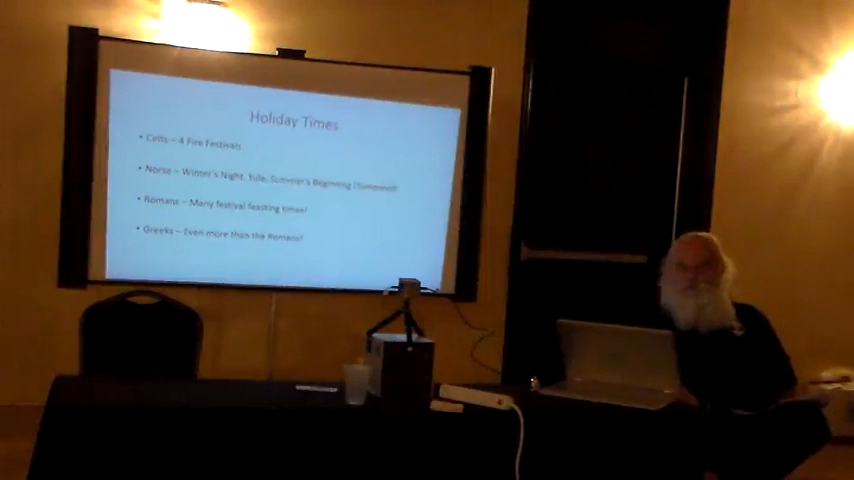 Holiday Times
• Celts – 4 Fire Festivals
• Norse – Winter's Night, Yule, Summer's Beginning
• Romans – Many festival feasting times!
• Greeks – Even more than the Romans!